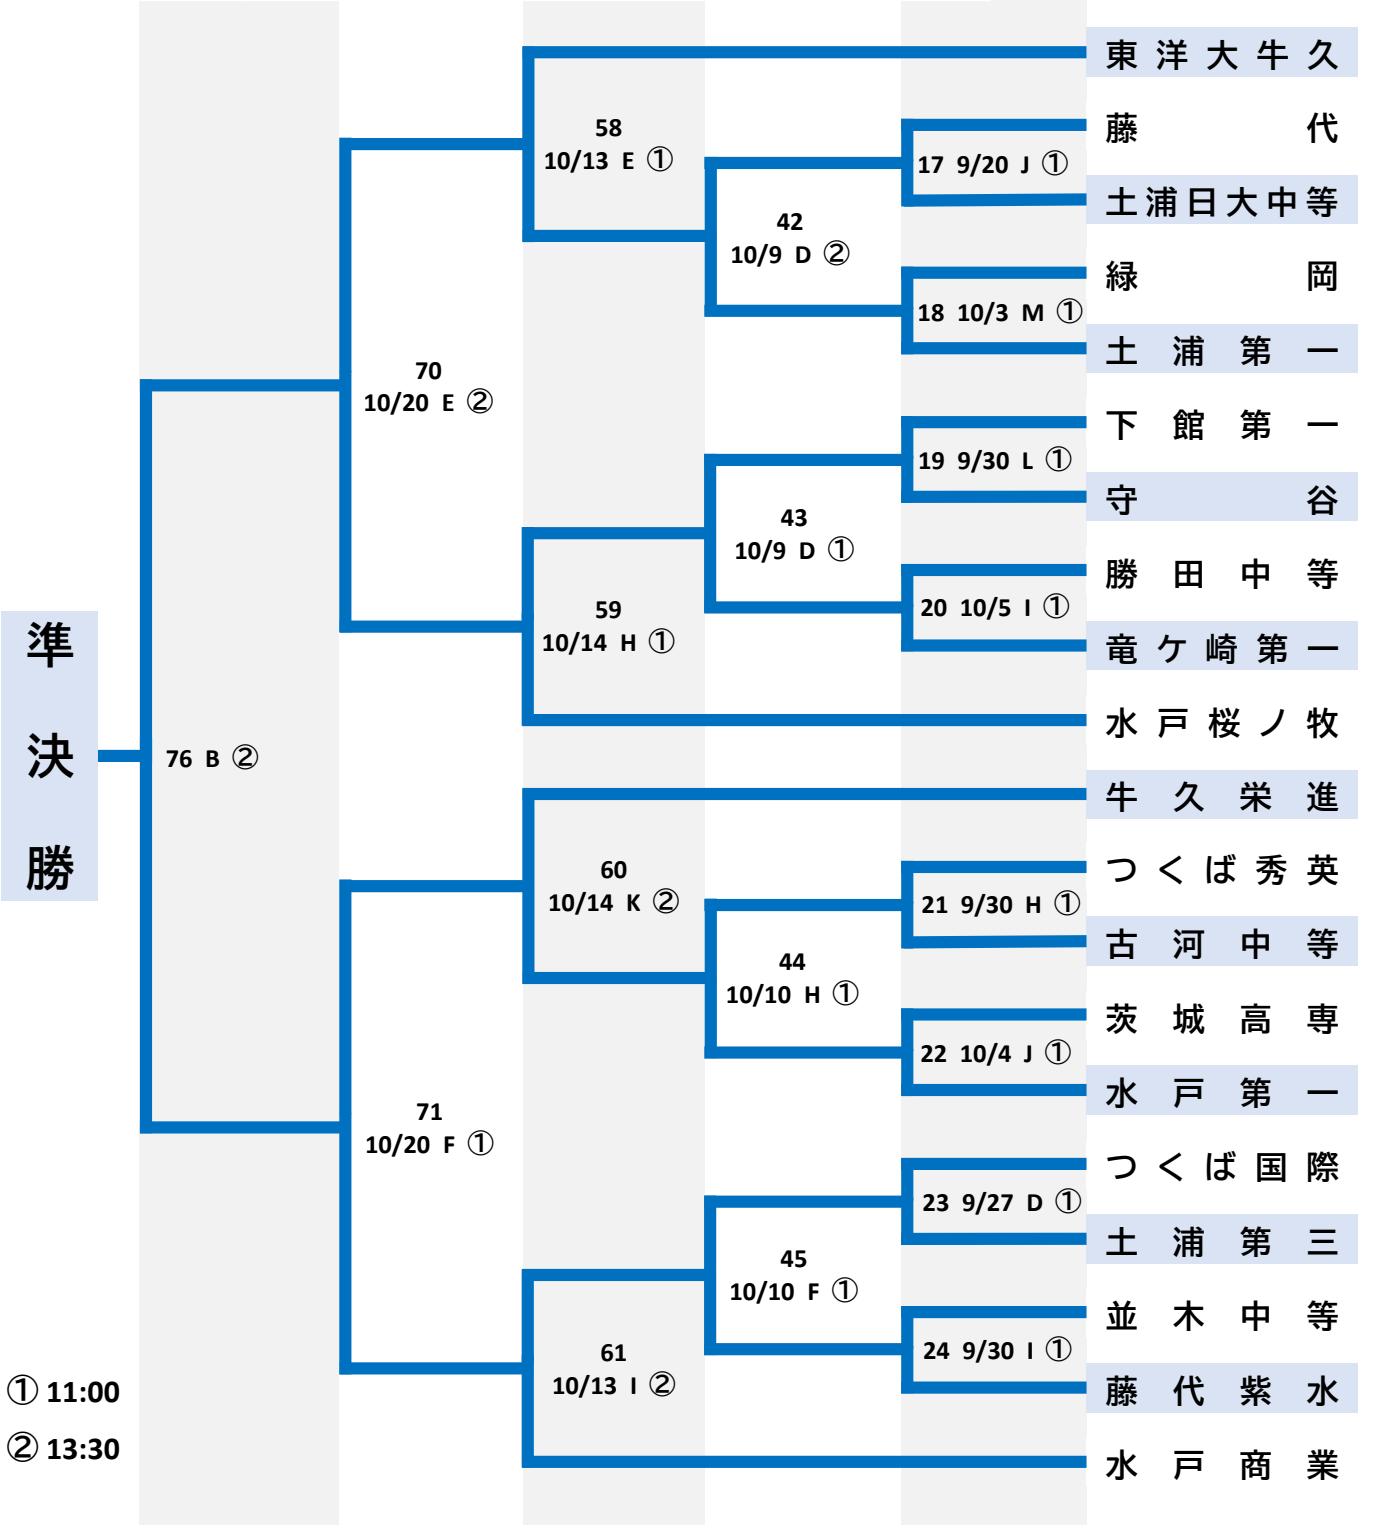 東洋大牛久
58
10/13 E ①
藤代
17 9/20 J ①
土浦日大中等
42
10/9 D ②
緑岡
18 10/3 M ①
土浦第一
70
10/20 E ②
下館第一
19 9/30 L ①
守谷
43
10/9 D ①
勝田中等
20 10/5 I ①
59
10/14 H ①
竜ケ崎第一
水戸桜ノ牧
準決勝
76 B ②
牛久栄進
60
10/14 K ②
つくば秀英
21 9/30 H ①
古河中等
44
10/10 H ①
茨城高専
22 10/4 J ①
水戸第一
71
10/20 F ①
つくば国際
23 9/27 D ①
土浦第三
45
10/10 F ①
並木中等
24 9/30 I ①
61
10/13 I ②
藤代紫水
水戸商業
① 11:00
② 13:30